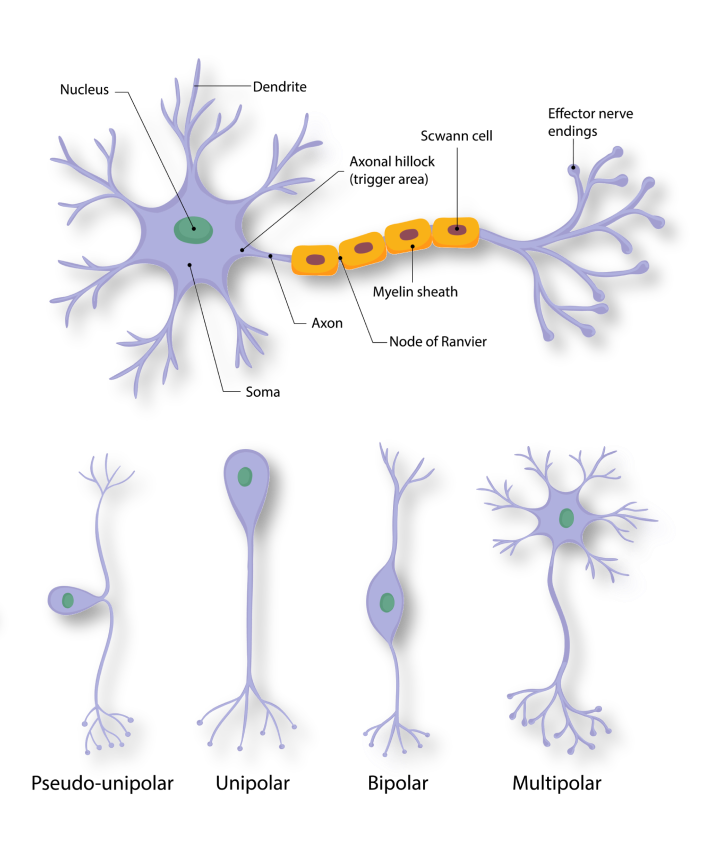 Nucleus
Dendrite
Effector nerve
endings
Scwann cell
Axonal hillock
(trigger area)
Myelin sheath
Axon
Node of Ranvier
Soma
Pseudo-unipolar
Unipolar
Bipolar
Multipolar